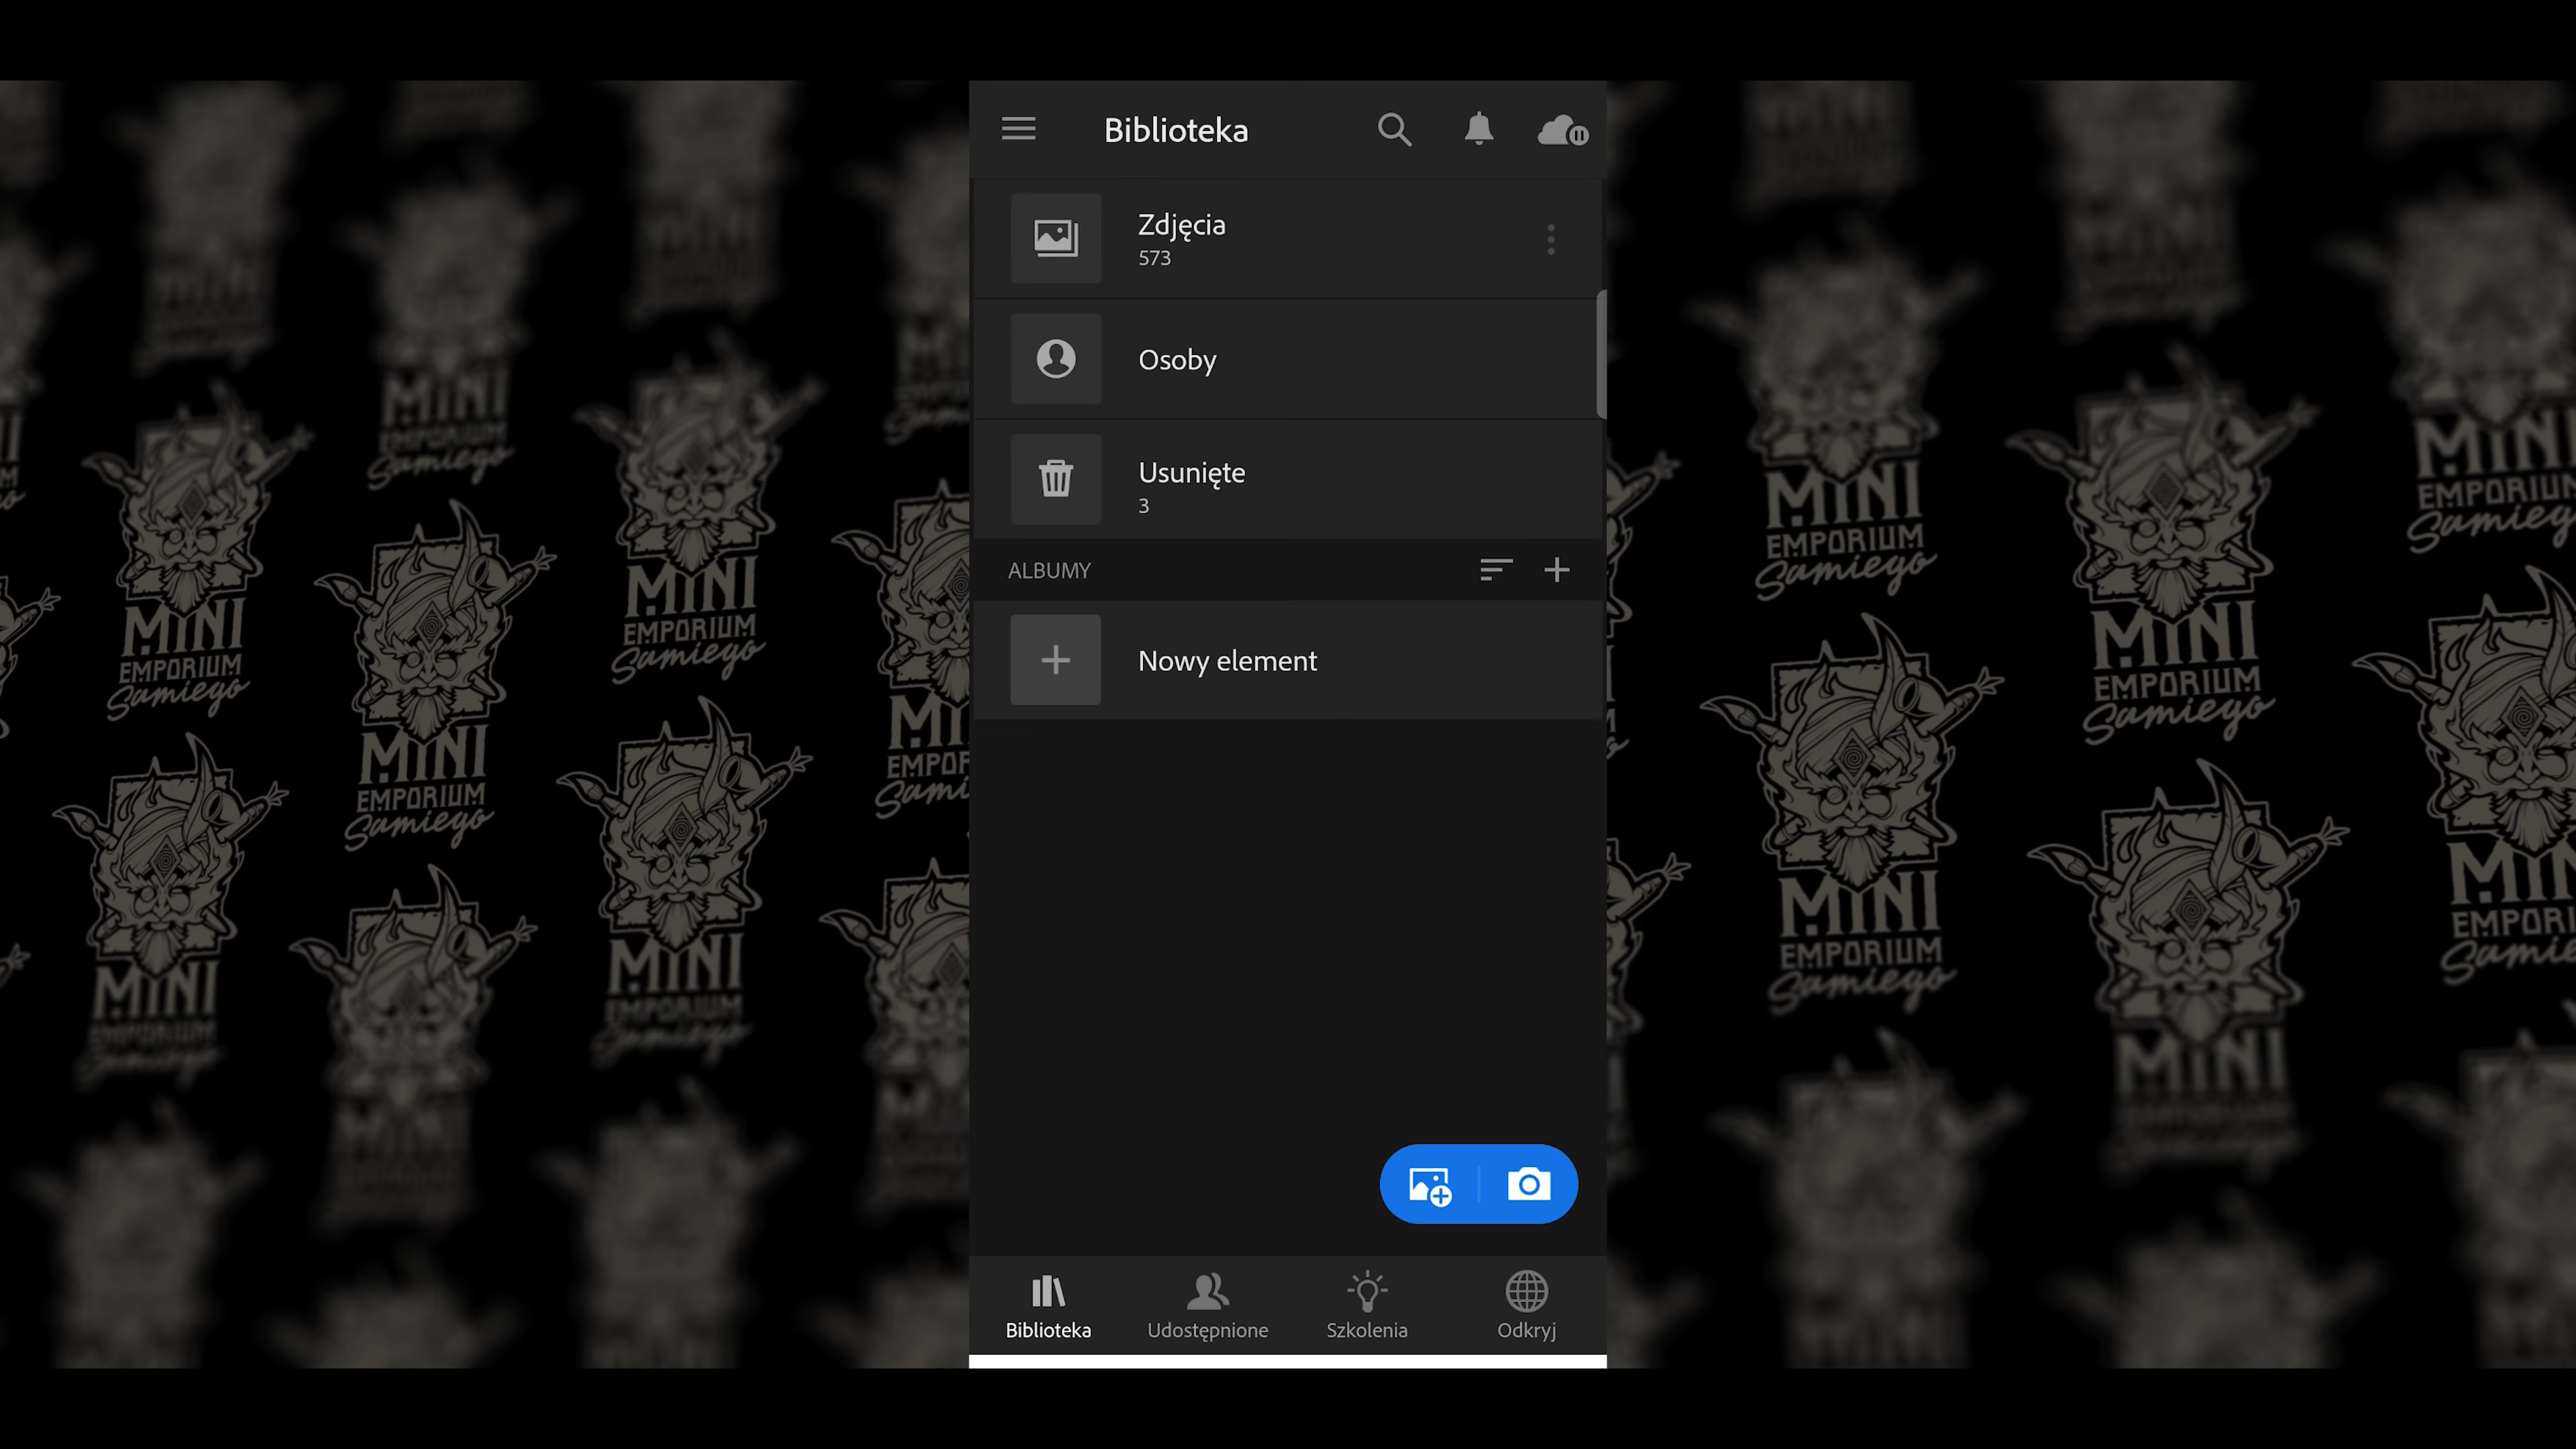 Biblioteka
Zdjęcia
573
Osoby
Usunięte
3
ALBUMY
Nowy element
Biblioteka
Udostępnione
Szkolenia
Odkryj
MiNI
EMPORIUM
Samiego